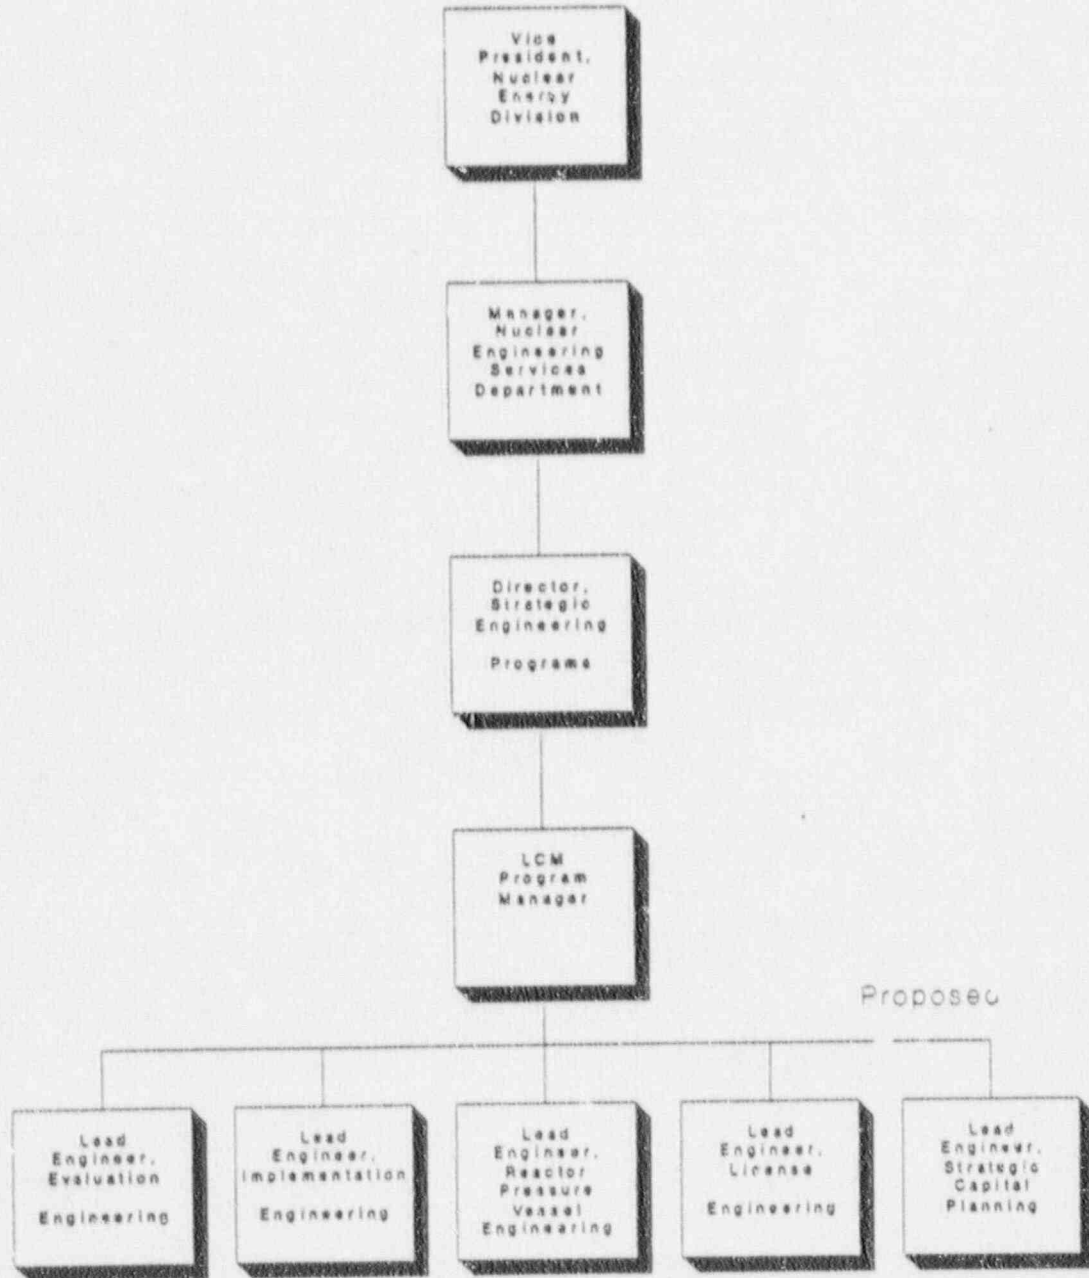 Vice
President,
Nuclear
Energy
Division
Manager,
Nuclear
Engineering
Services
Department
Director,
Strategic
Engineering
Programs
LCM
Program
Manager
Proposed
Lead
Engineer,
Evaluation
Engineering
Lead
Engineer,
Implementation
Engineering
Lead
Engineer,
Reactor
Pressure
Vessel
Engineering
Lead
Engineer,
License
Engineering
Lead
Engineer,
Strategic
Capital
Planning